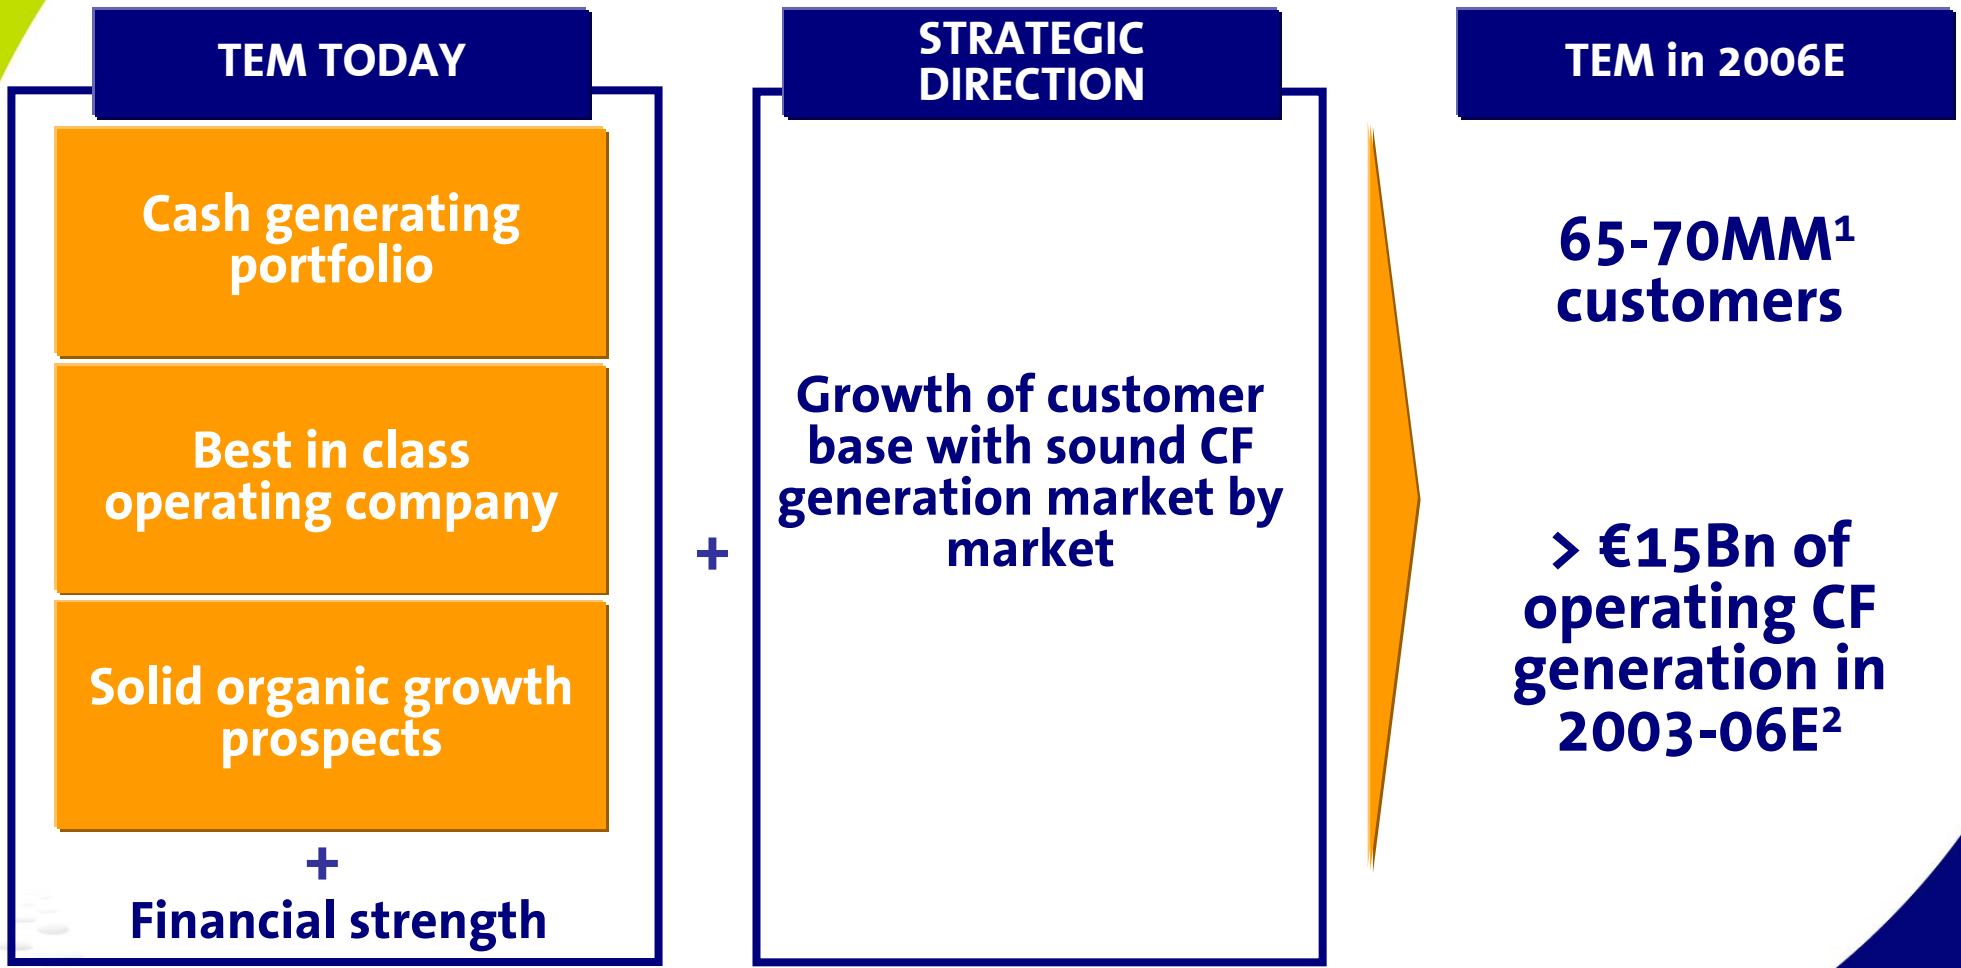 TEM TODAY
Cash generating
portfolio
Best in class
operating company
Solid organic growth
prospects
+
Financial strength
+
STRATEGIC
DIRECTION
Growth of customer
base with sound CF
generation market by
market
TEM in 2006E
65-70MM¹
customers
> €15Bn of
operating CF
generation in
2003-06E²